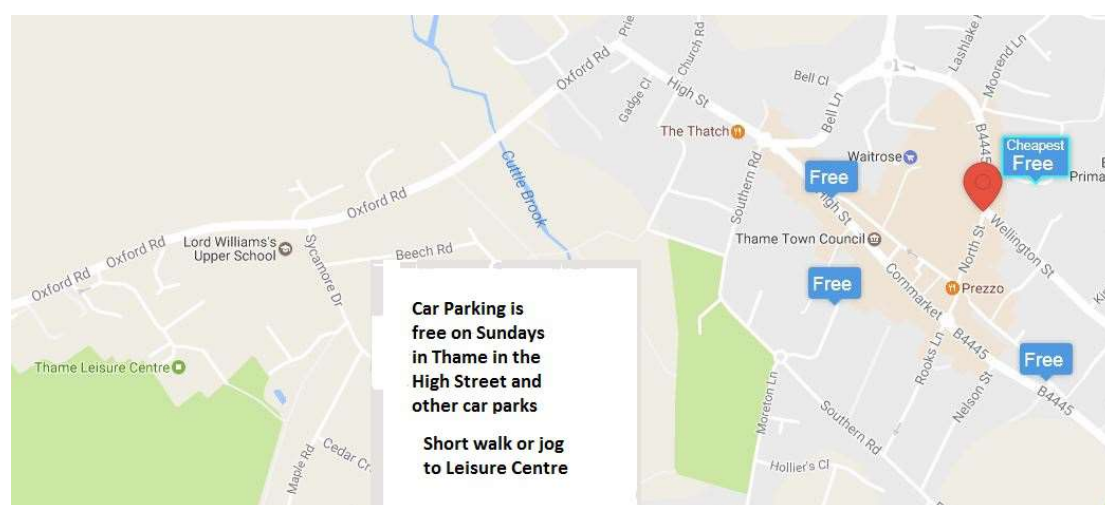 Prie
Church Rd
Oxford Rd
Gadge Cl
High St
Bell Cl
Bell Ln
Lashlake
Moorend Ln
The Thatch
Waitrose
B4445
Cheapest
Free
Prima
Free
High St
Southern Rd
Cuttle Brook
Oxford Rd
Lord Williams's
Upper School
Sycamore Dr
Beech Rd
Thame Town Council
North St
Wellington St
Oxford Rd
Oxford Rd
Free
Cornmarket
Prezzo
Car Parking is
free on Sundays
in Thame in the
High Street and
other car parks
Short walk or jog
to Leisure Centre
Thame Leisure Centre
B4445
Free
Rooks Ln
Nelson St
B4445
Moreton Ln
Southern Rd
Maple Rd
Cedar Cr
Hollier's Cl